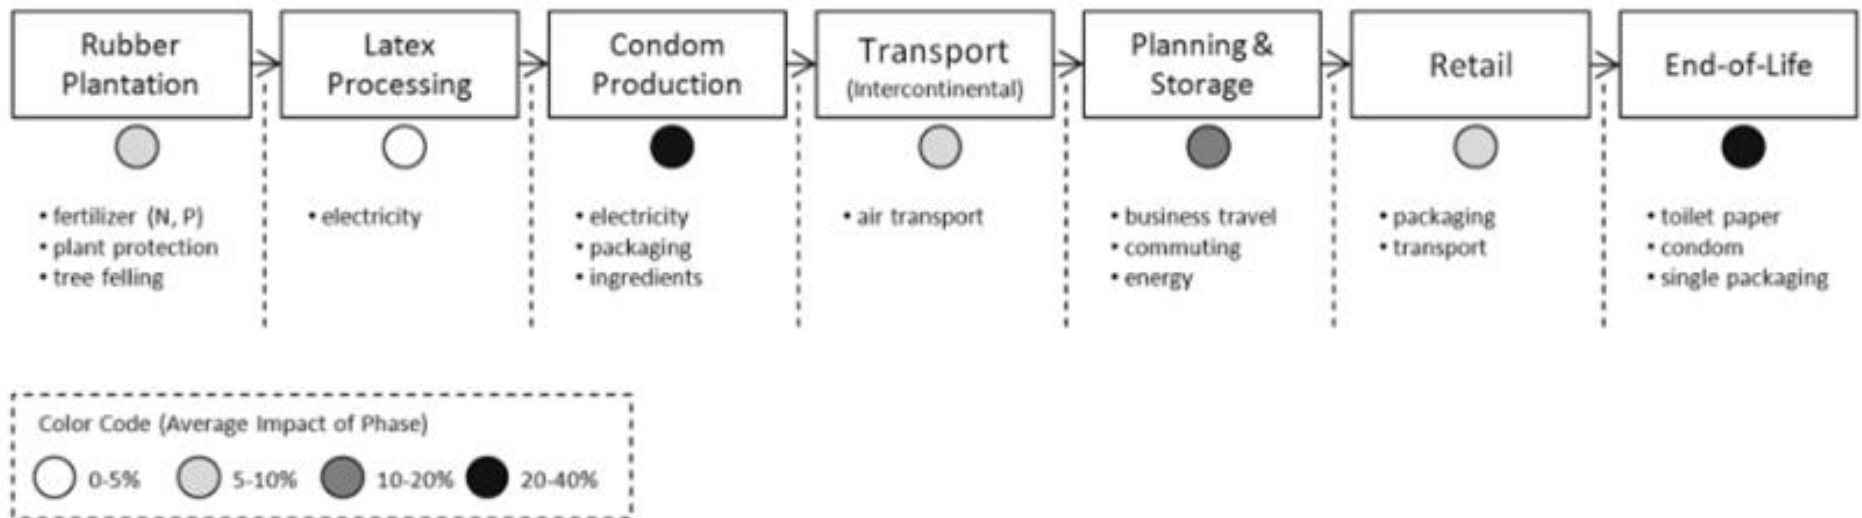 Rubber
Plantation
Latex
Processing
Condom
Production
Transport
(Intercontinental)
Planning &
Storage
Retail
End-of-Life
• fertilizer (N, P)
• plant protection
• tree felling
• electricity
• electricity
• packaging
• ingredients
• air transport
• business travel
• commuting
• energy
• packaging
• transport
• toilet paper
• condom
• single packaging
Color Code (Average Impact of Phase)
0-5% 5-10% 10-20% 20-40%